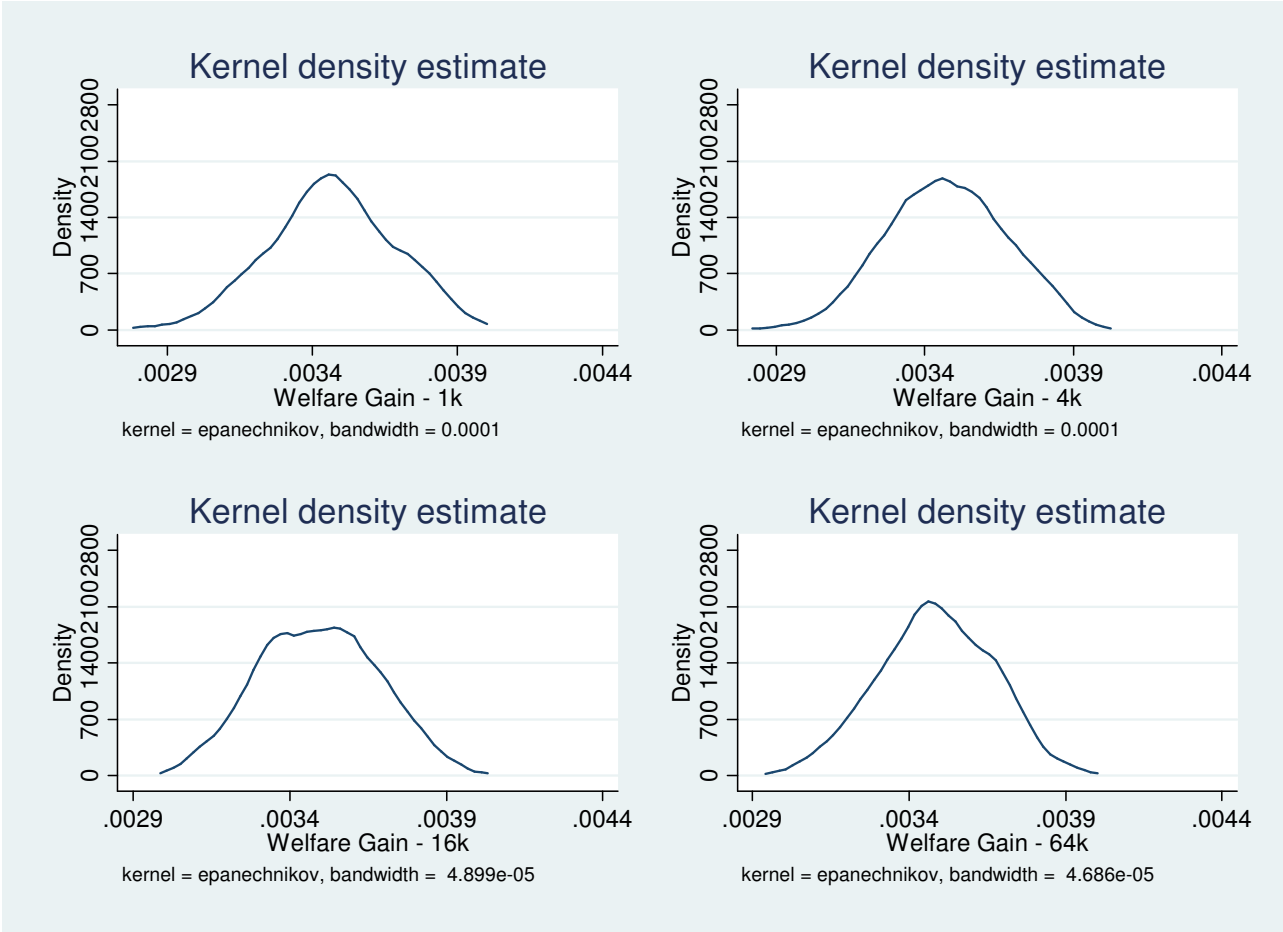 Kernel density estimate
Density
0 700 1400 2100 2800
.0029 .0034 .0039 .0044
Welfare Gain - 1k
kernel = epanechnikov, bandwidth = 0.0001
Kernel density estimate
Density
0 700 1400 2100 2800
.0029 .0034 .0039 .0044
Welfare Gain - 4k
kernel = epanechnikov, bandwidth = 0.0001
Kernel density estimate
Density
0 700 1400 2100 2800
.0029 .0034 .0039 .0044
Welfare Gain - 16k
kernel = epanechnikov, bandwidth = 4.899e-05
Kernel density estimate
Density
0 700 1400 2100 2800
.0029 .0034 .0039 .0044
Welfare Gain - 64k
kernel = epanechnikov, bandwidth = 4.686e-05